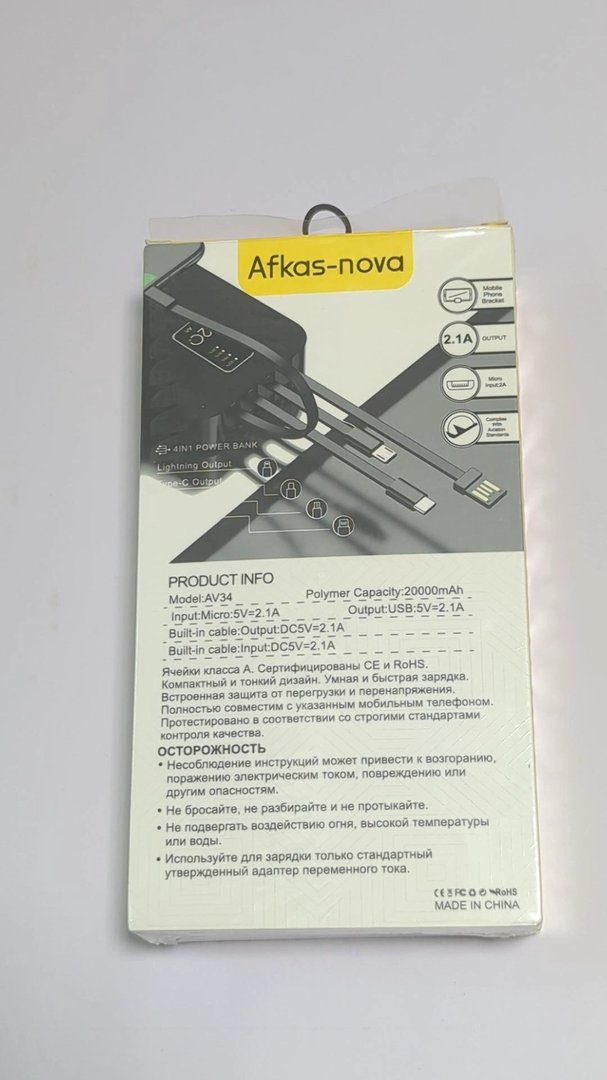 Afkas-nova
Mobile
Phone
Bracket
2.1A OUTPUT
Micro
Input:2A
Complies
With
Aviation
Standards
20
4IN1 POWER BANK
Lightning Output
Type-C Output
PRODUCT INFO
Model:AV34 Polymer Capacity:20000mAh
Input:Micro:5V=2.1A Output:USB:5V=2.1A
Built-in cable:Output:DC5V=2.1A
Built-in cable:Input:DC5V=2.1A
Ячейки класса А. Сертифицированы CE и RoHS.
Компактный и тонкий дизайн. Умная и быстрая зарядка.
Встроенная защита от перегрузки и перенапряжения.
Полностью совместим с указанным мобильным телефоном.
Протестировано в соответствии со строгими стандартами
контроля качества.
ОСТОРОЖНОСТЬ
• Несоблюдение инструкций может привести к возгоранию,
поражению электрическим током, повреждению или
другим опасностям.
• Не бросайте, не разбирайте и не протыкайте.
• Не подвергать воздействию огня, высокой температуры
или воды.
• Используйте для зарядки только стандартный
утвержденный адаптер переменного тока.
CE FC RoHS
MADE IN CHINA